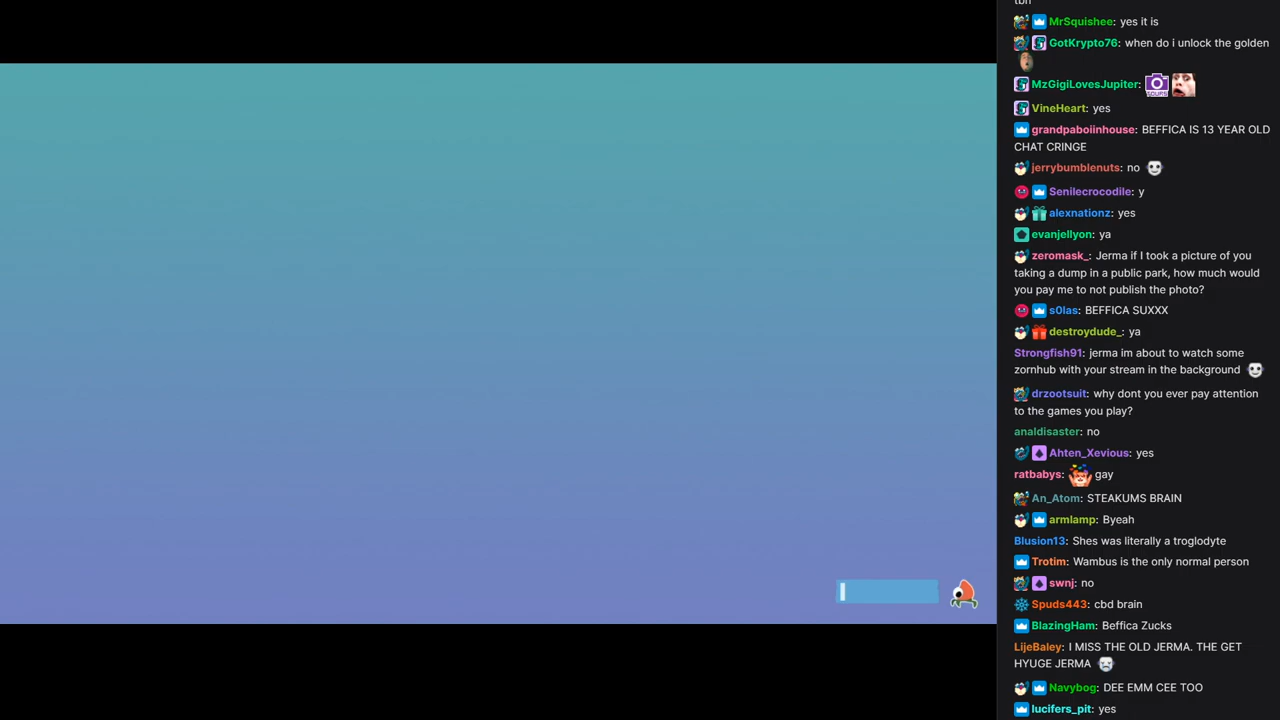 tbh
MrSquishee: yes it is
GotKrypto76: when do i unlock the golden
MzGigiLovesJupiter:
VineHeart: yes
grandpaboiinhouse: BEFFICA IS 13 YEAR OLD
CHAT CRINGE
jerrybumblenuts: no
Senilecrocodile: y
alexnationz: yes
evanjellyon: ya
zeromask_: Jerma if I took a picture of you
taking a dump in a public park, how much would
you pay me to not publish the photo?
s0las: BEFFICA SUXXX
destroydude_: ya
Strongfish91: jerma im about to watch some
zornhub with your stream in the background
drzootsuit: why dont you ever pay attention
to the games you play?
analdisaster: no
Ahten_Xevious: yes
ratbabys: gay
An_Atom: STEAKUMS BRAIN
armlamp: Byeah
Blusion13: Shes was literally a troglodyte
Trotim: Wambus is the only normal person
swnj: no
Spuds443: cbd brain
BlazingHam: Beffica Zucks
LijeBaley: I MISS THE OLD JERMA. THE GET
HYUGE JERMA
Navybog: DEE EMM CEE TOO
lucifers_pit: yes